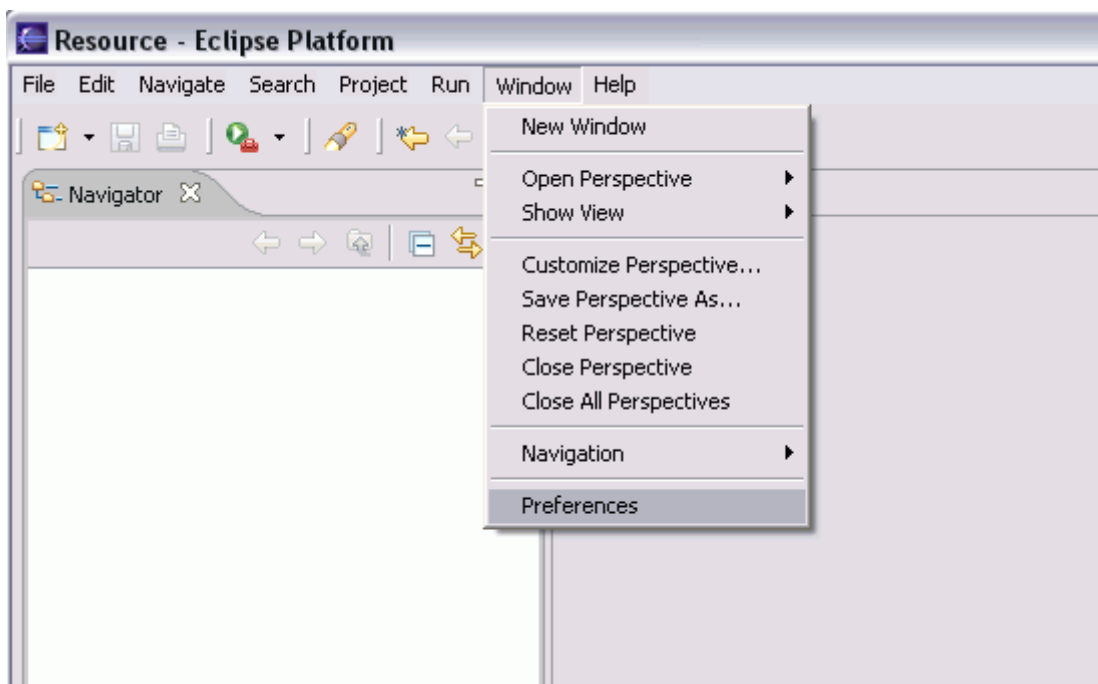 Resource - Eclipse Platform
File Edit Navigate Search Project Run Window Help
New Window
Navigator
Open Perspective
Show View
Customize Perspective...
Save Perspective As...
Reset Perspective
Close Perspective
Close All Perspectives
Navigation
Preferences